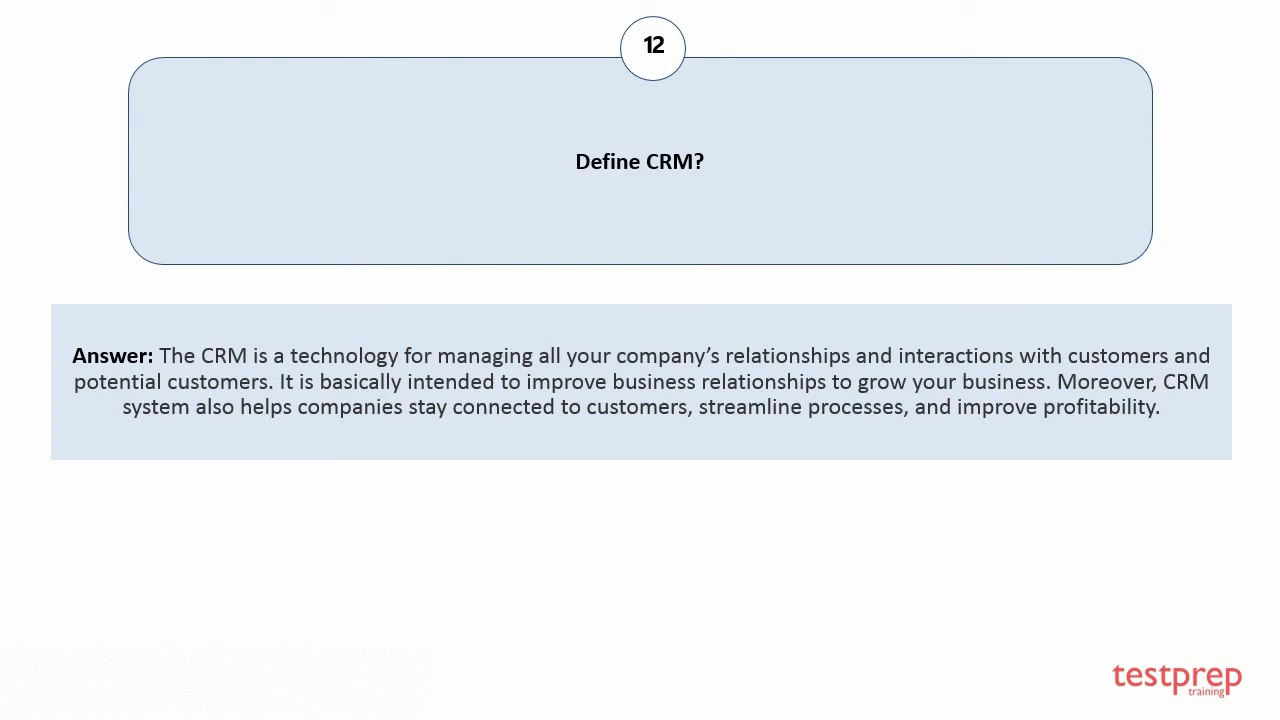 12
Define CRM?
Answer: The CRM is a technology for managing all your company’s relationships and interactions with customers and
potential customers. It is basically intended to improve business relationships to grow your business. Moreover, CRM
system also helps companies stay connected to customers, streamline processes, and improve profitability.
testprep
training